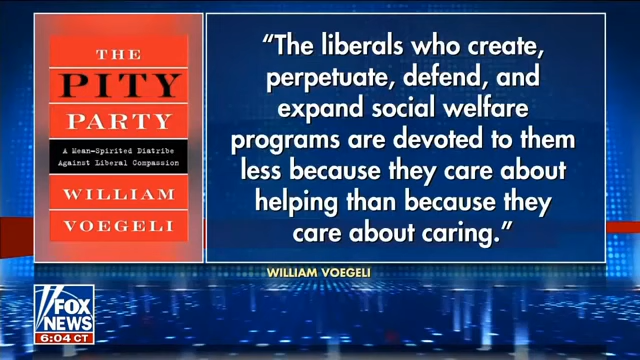 THE
PITY
PARTY
A Mean-Spirited Diatribe
Against Liberal Compassion
WILLIAM
VOEGELI
“The liberals who create,
perpetuate, defend, and
expand social welfare
programs are devoted to them
less because they care about
helping than because they
care about caring.”
WILLIAM VOEGELI
FOX
NEWS
6:04 CT